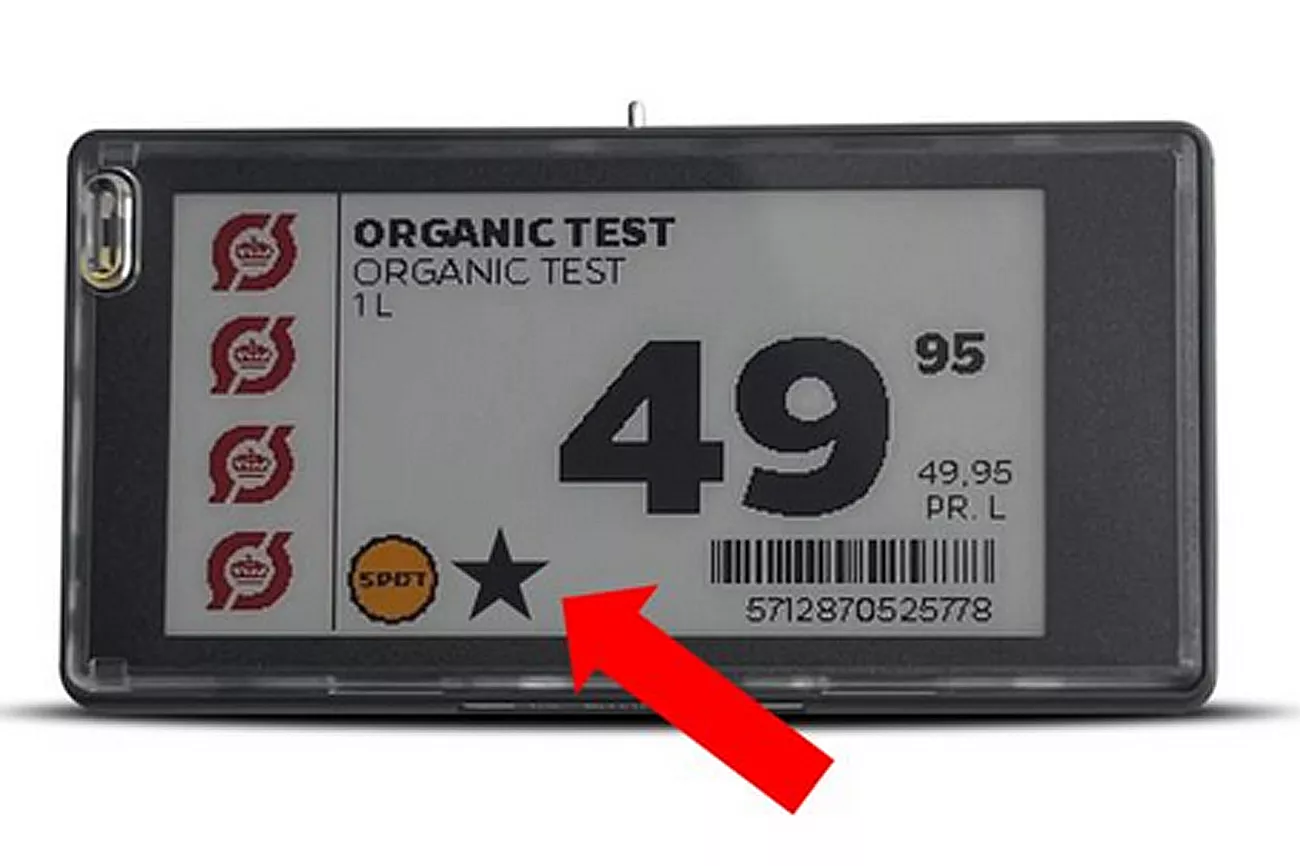 ORGANIC TEST
ORGANIC TEST
1 L
49 95
49,95
PR. L
SPOT
5712870525778